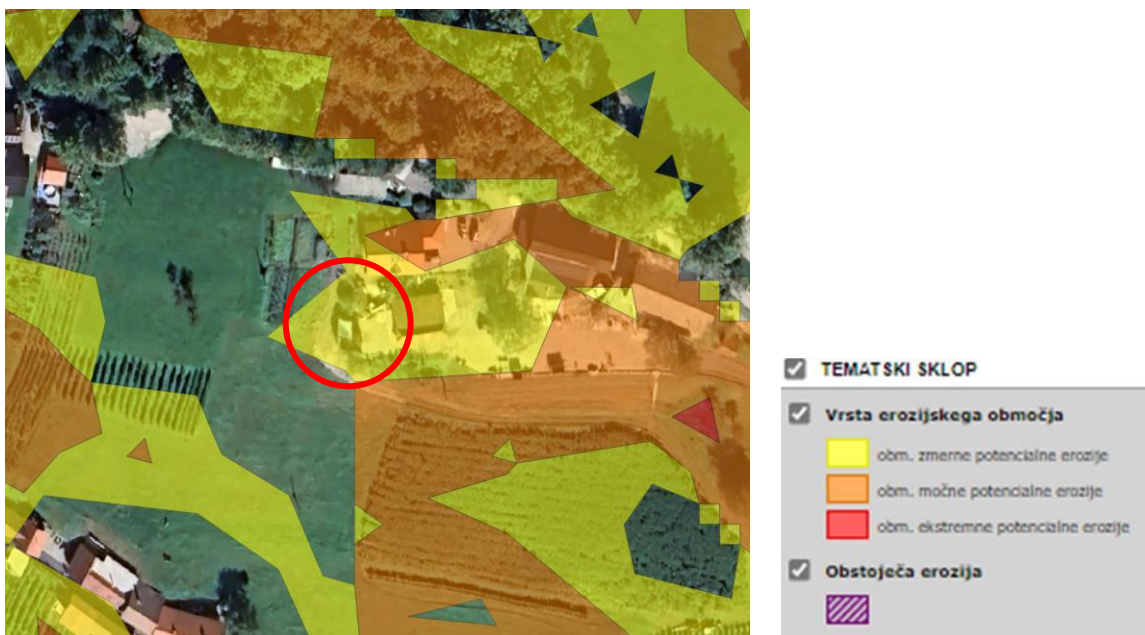 TEMATSKI SKLOP
Vrsta erozijskega območja
obm. zmerne potencialne erozije
obm. močne potencialne erozije
obm. ekstremne potencialne erozije
Obstoječa erozija